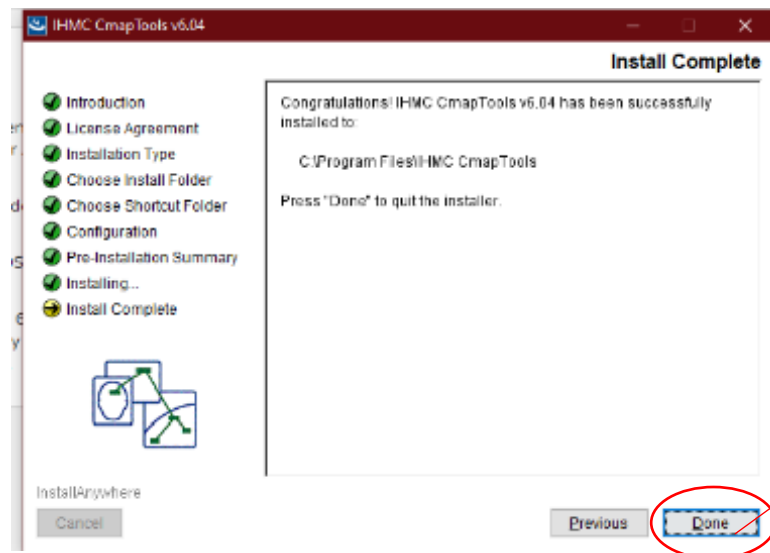 IHMC CmapTools v6.04
Install Complete
Introduction
License Agreement
Installation Type
Choose Install Folder
Choose Shortcut Folder
Configuration
Pre-Installation Summary
Installing...
Install Complete
Congratulations! IHMC CmapTools v6.04 has been successfully
installed to:
C:\Program Files\IHMC CmapTools
Press "Done" to quit the installer.
InstallAnywhere
Cancel
Previous
Done